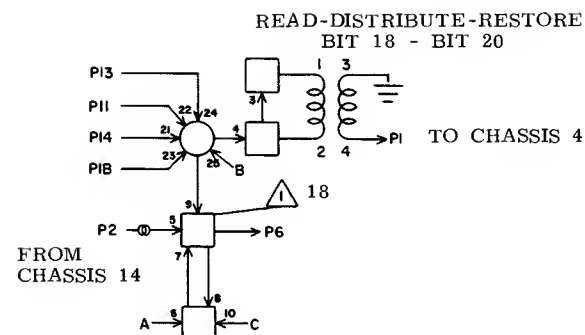 READ-DISTRIBUTE-RESTORE
BIT 18 - BIT 20
P13
1 3
P11
22 24
3
P14
21
4
23
25
P1B
B
2 4
P1
TO CHASSIS 4
9
1 18
P2
5
P6
FROM
CHASSIS 14
7
8
A
6
10
C